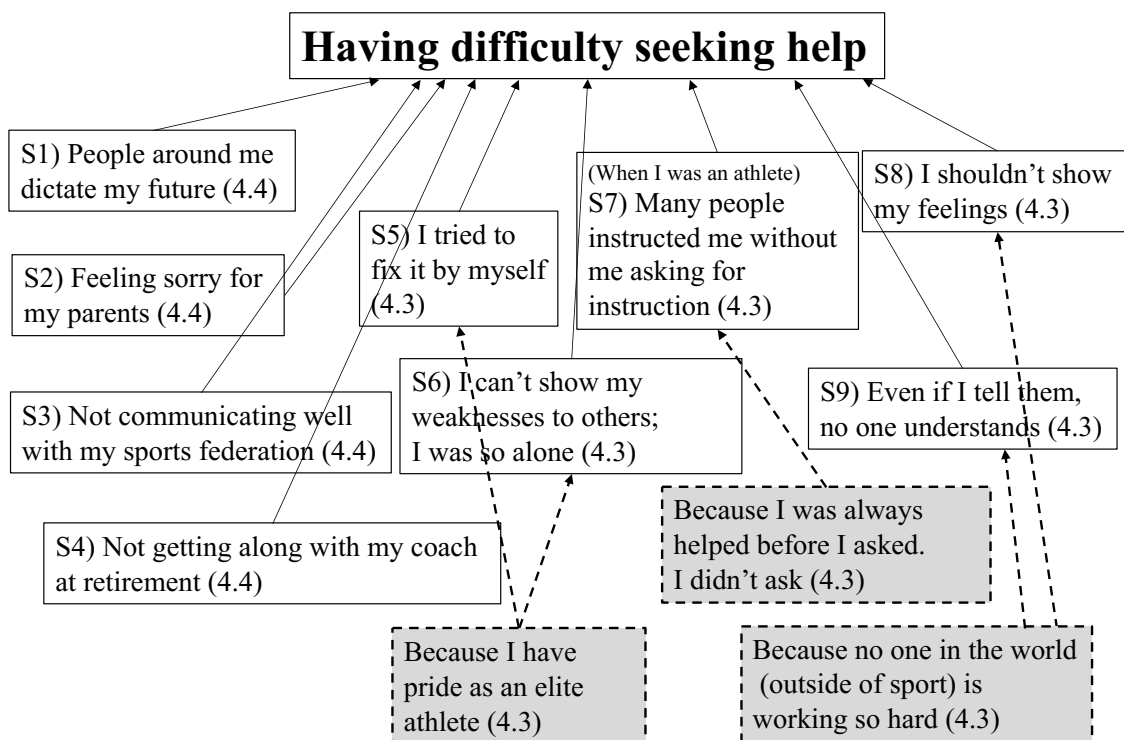 Having difficulty seeking help
S1) People around me
dictate my future (4.4)
S2) Feeling sorry for
my parents (4.4)
S3) Not communicating well
with my sports federation (4.4)
S4) Not getting along with my coach
at retirement (4.4)
S5) I tried to
fix it by myself
(4.3)
S6) I can’t show my
weaknesses to others;
I was so alone (4.3)
(When I was an athlete)
S7) Many people
instructed me without
me asking for
instruction (4.3)
S8) I shouldn’t show
my feelings (4.3)
S9) Even if I tell them,
no one understands (4.3)
Because I was always
helped before I asked.
I didn’t ask (4.3)
Because I have
pride as an elite
athlete (4.3)
Because no one in the world
(outside of sport) is
working so hard (4.3)